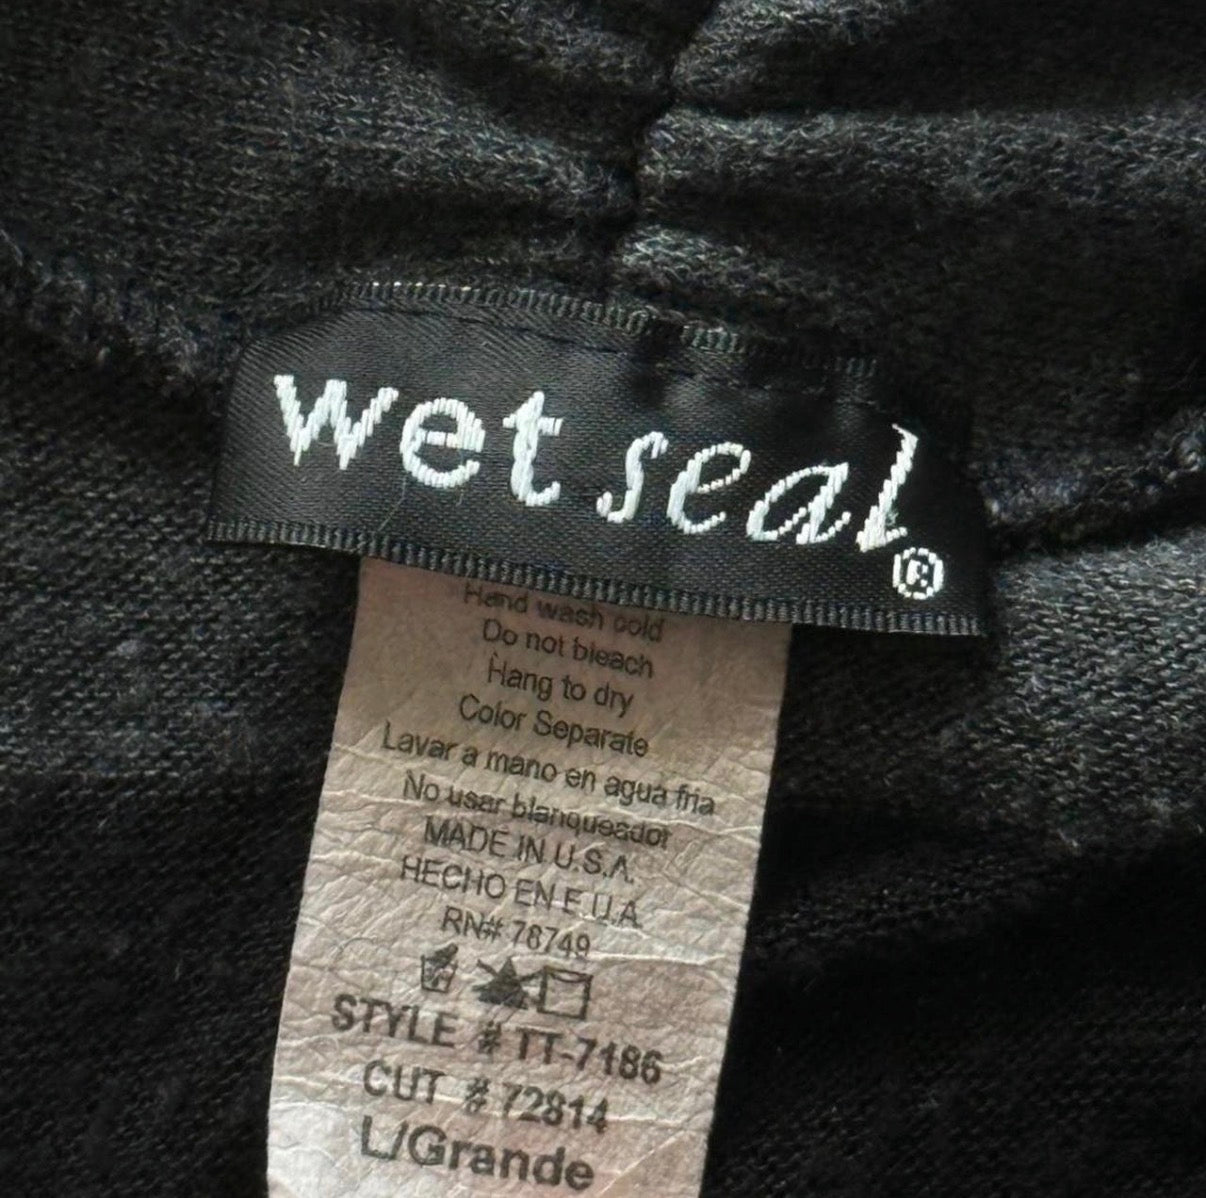 wet seal®
Hand wash cold
Do not bleach
Hang to dry
Color Separate
Lavar a mano en agua fria
No usar blanqueador
MADE IN U.S.A.
HECHO EN E.U.A.
RN# 78749
STYLE # TT-7186
CUT # 72814
L/Grande